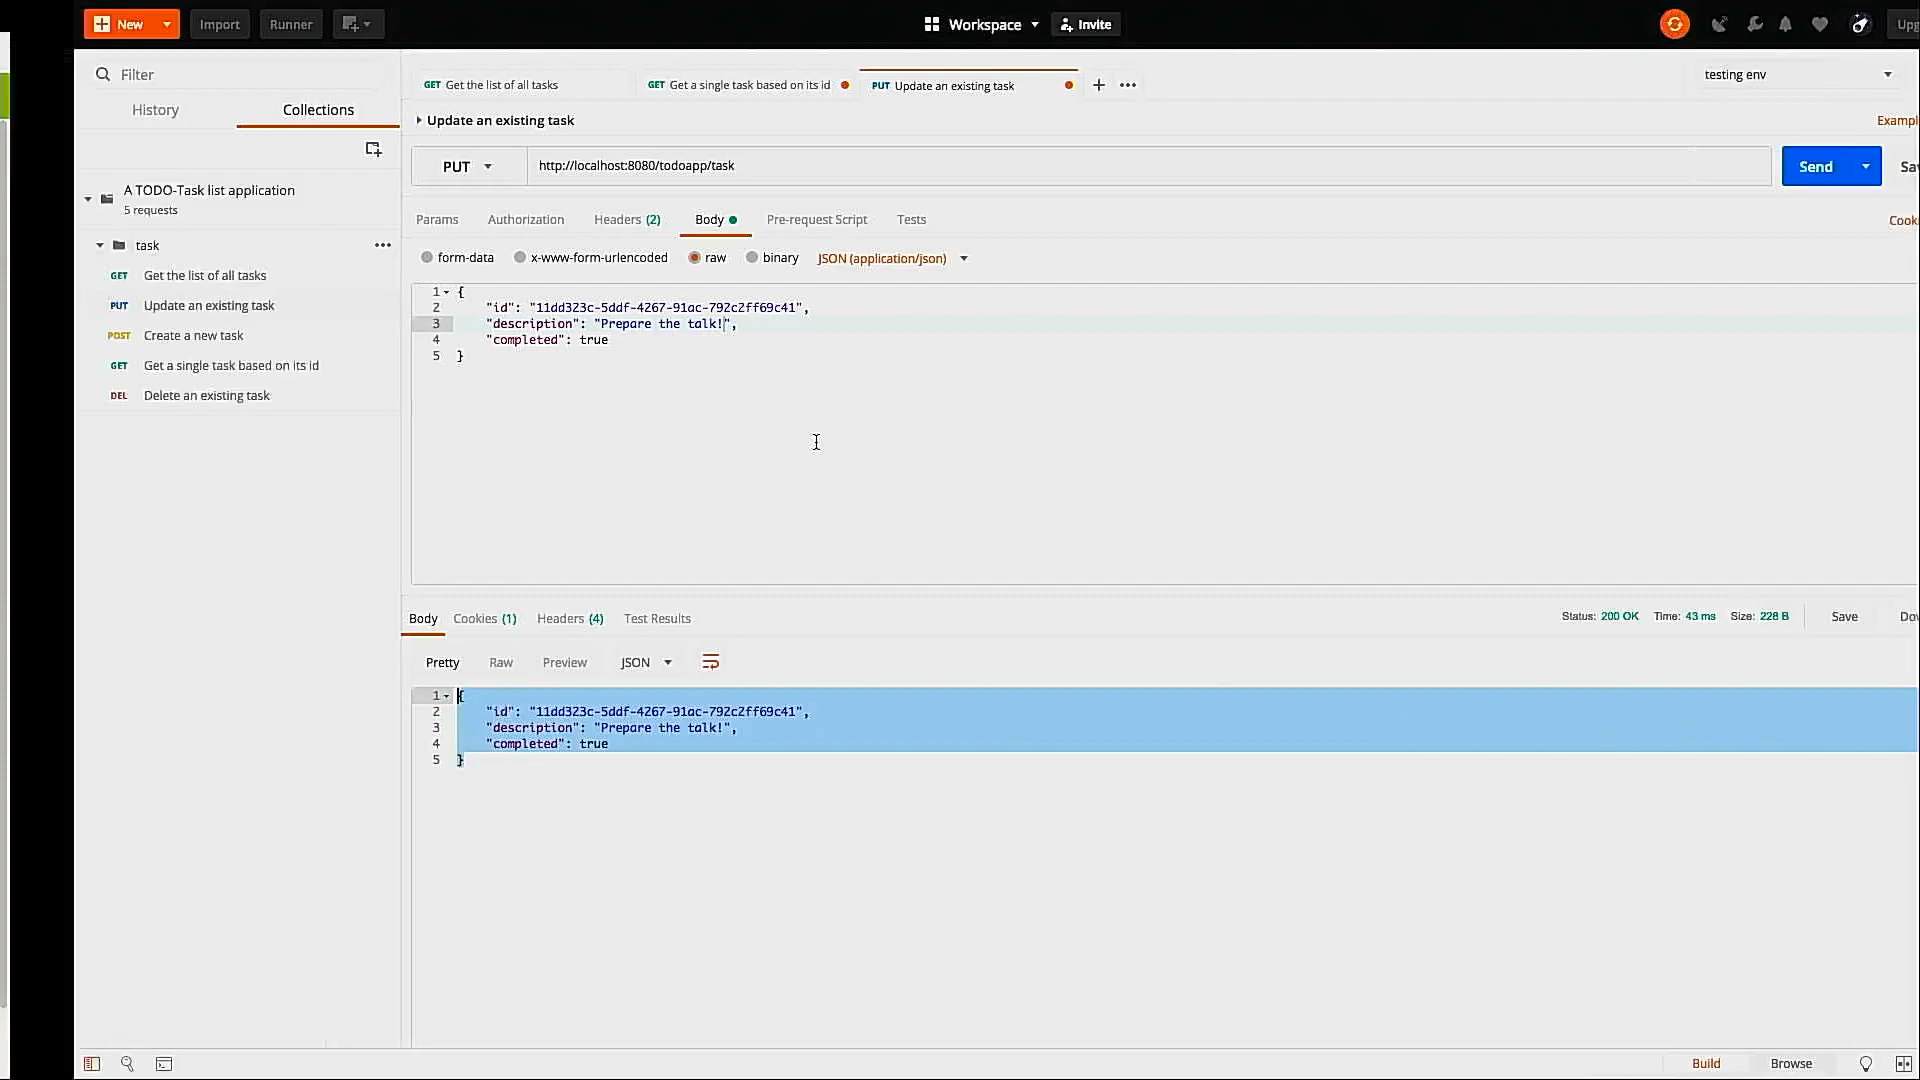 New
Import
Runner
Workspace
Invite
Upg
Filter
History
Collections
A TODO-Task list application
5 requests
task
GET Get the list of all tasks
PUT Update an existing task
POST Create a new task
GET Get a single task based on its id
DEL Delete an existing task
GET Get the list of all tasks
GET Get a single task based on its id
PUT Update an existing task
testing env
Update an existing task
Exampl
PUT
http://localhost:8080/todoapp/task
Send
Sa
Params
Authorization
Headers (2)
Body
Pre-request Script
Tests
Cook
form-data
x-www-form-urlencoded
raw
binary
JSON (application/json)
1 {
2 "id": "11dd323c-5ddf-4267-91ac-792c2ff69c41",
3 "description": "Prepare the talk!",
4 "completed": true
5 }
Body
Cookies (1)
Headers (4)
Test Results
Status: 200 OK
Time: 43 ms
Size: 228 B
Save
Do
Pretty
Raw
Preview
JSON
1 {
2 "id": "11dd323c-5ddf-4267-91ac-792c2ff69c41",
3 "description": "Prepare the talk!",
4 "completed": true
5 }
Build
Browse